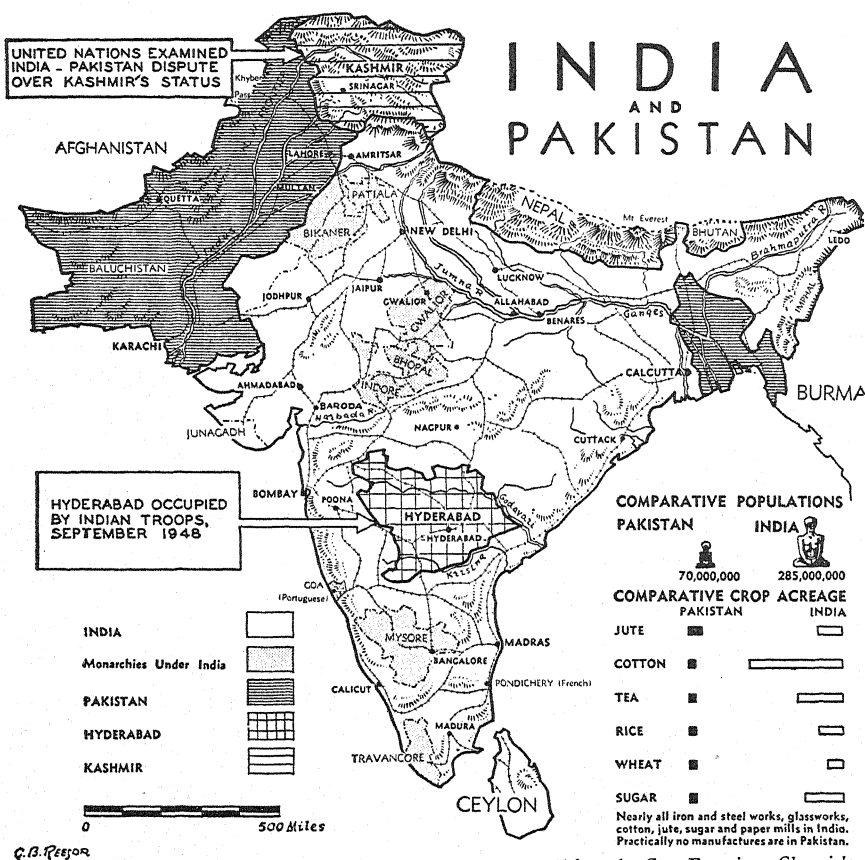 INDIA
AND
PAKISTAN
UNITED NATIONS EXAMINED
INDIA - PAKISTAN DISPUTE
OVER KASHMIR'S STATUS
Khyber
Pass
KASHMIR
SRINAGAR
AFGHANISTAN
LAHORE
AMRITSAR
MULTAN
QUETTA
PATIALA
NEPAL
Mt Everest
BHUTAN
Brahmaputra R
LEDO
BIKANER
NEW DELHI
Indus
BALUCHISTAN
Jumna R
LUCKNOW
JODHPUR
JAIPUR
GWALIOR
GWALIOR
ALLAHABAD
BENARES
Ganges
IMPHAL
KARACHI
BHOPAL
INDORE
CALCUTTA
AHMADABAD
BARODA
Narbada R
BURMA
JUNAGADH
NAGPUR
CUTTACK
HYDERABAD OCCUPIED
BY INDIAN TROOPS,
SEPTEMBER 1948
BOMBAY
POONA
HYDERABAD
HYDERABAD
Godavari
Kistna
GOA
(Portuguese)
MYSORE
MADRAS
BANGALORE
PONDICHERY (French)
CALICUT
MADURA
TRAVANCORE
CEYLON
COMPARATIVE POPULATIONS
PAKISTAN INDIA
70,000,000 285,000,000
COMPARATIVE CROP ACREAGE
PAKISTAN INDIA
JUTE
COTTON
TEA
RICE
WHEAT
SUGAR
Nearly all iron and steel works, glassworks,
cotton, jute, sugar and paper mills in India.
Practically no manufactures are in Pakistan.
INDIA
Monarchies Under India
PAKISTAN
HYDERABAD
KASHMIR
0 500 Miles
G.B. REESOR